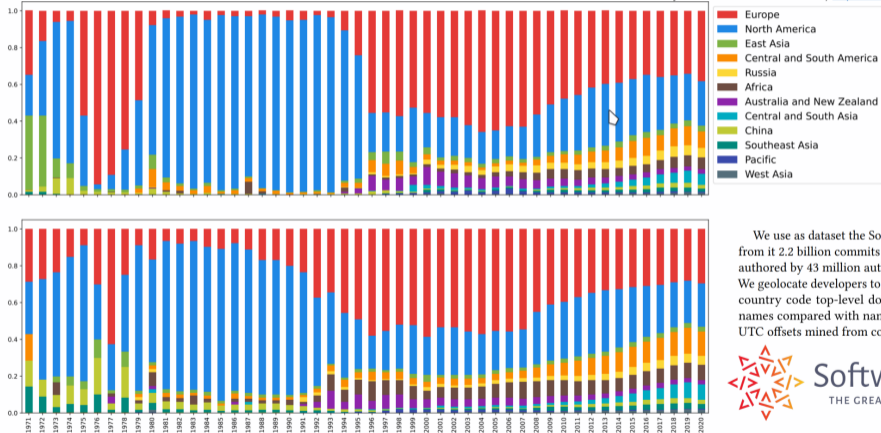 1.0
0.8
0.6
0.4
0.2
0.0
Europe
North America
East Asia
Central and South America
Russia
Africa
Australia and New Zealand
Central and South Asia
China
Southeast Asia
Pacific
West Asia
1.0
0.8
0.6
0.4
0.2
0.0
1971 1972 1973 1974 1975 1976 1977 1978 1979 1980 1981 1982 1983 1984 1985 1986 1987 1988 1989 1990 1991 1992 1993 1994 1995 1996 1997 1998 1999 2000 2001 2002 2003 2004 2005 2006 2007 2008 2009 2010 2011 2012 2013 2014 2015 2016 2017 2018 2019 2020
We use as dataset the So
from it 2.2 billion commits
authored by 43 million aut
We geolocate developers to
country code top-level do
names compared with nar
UTC offsets mined from co
Softw
THE GREA